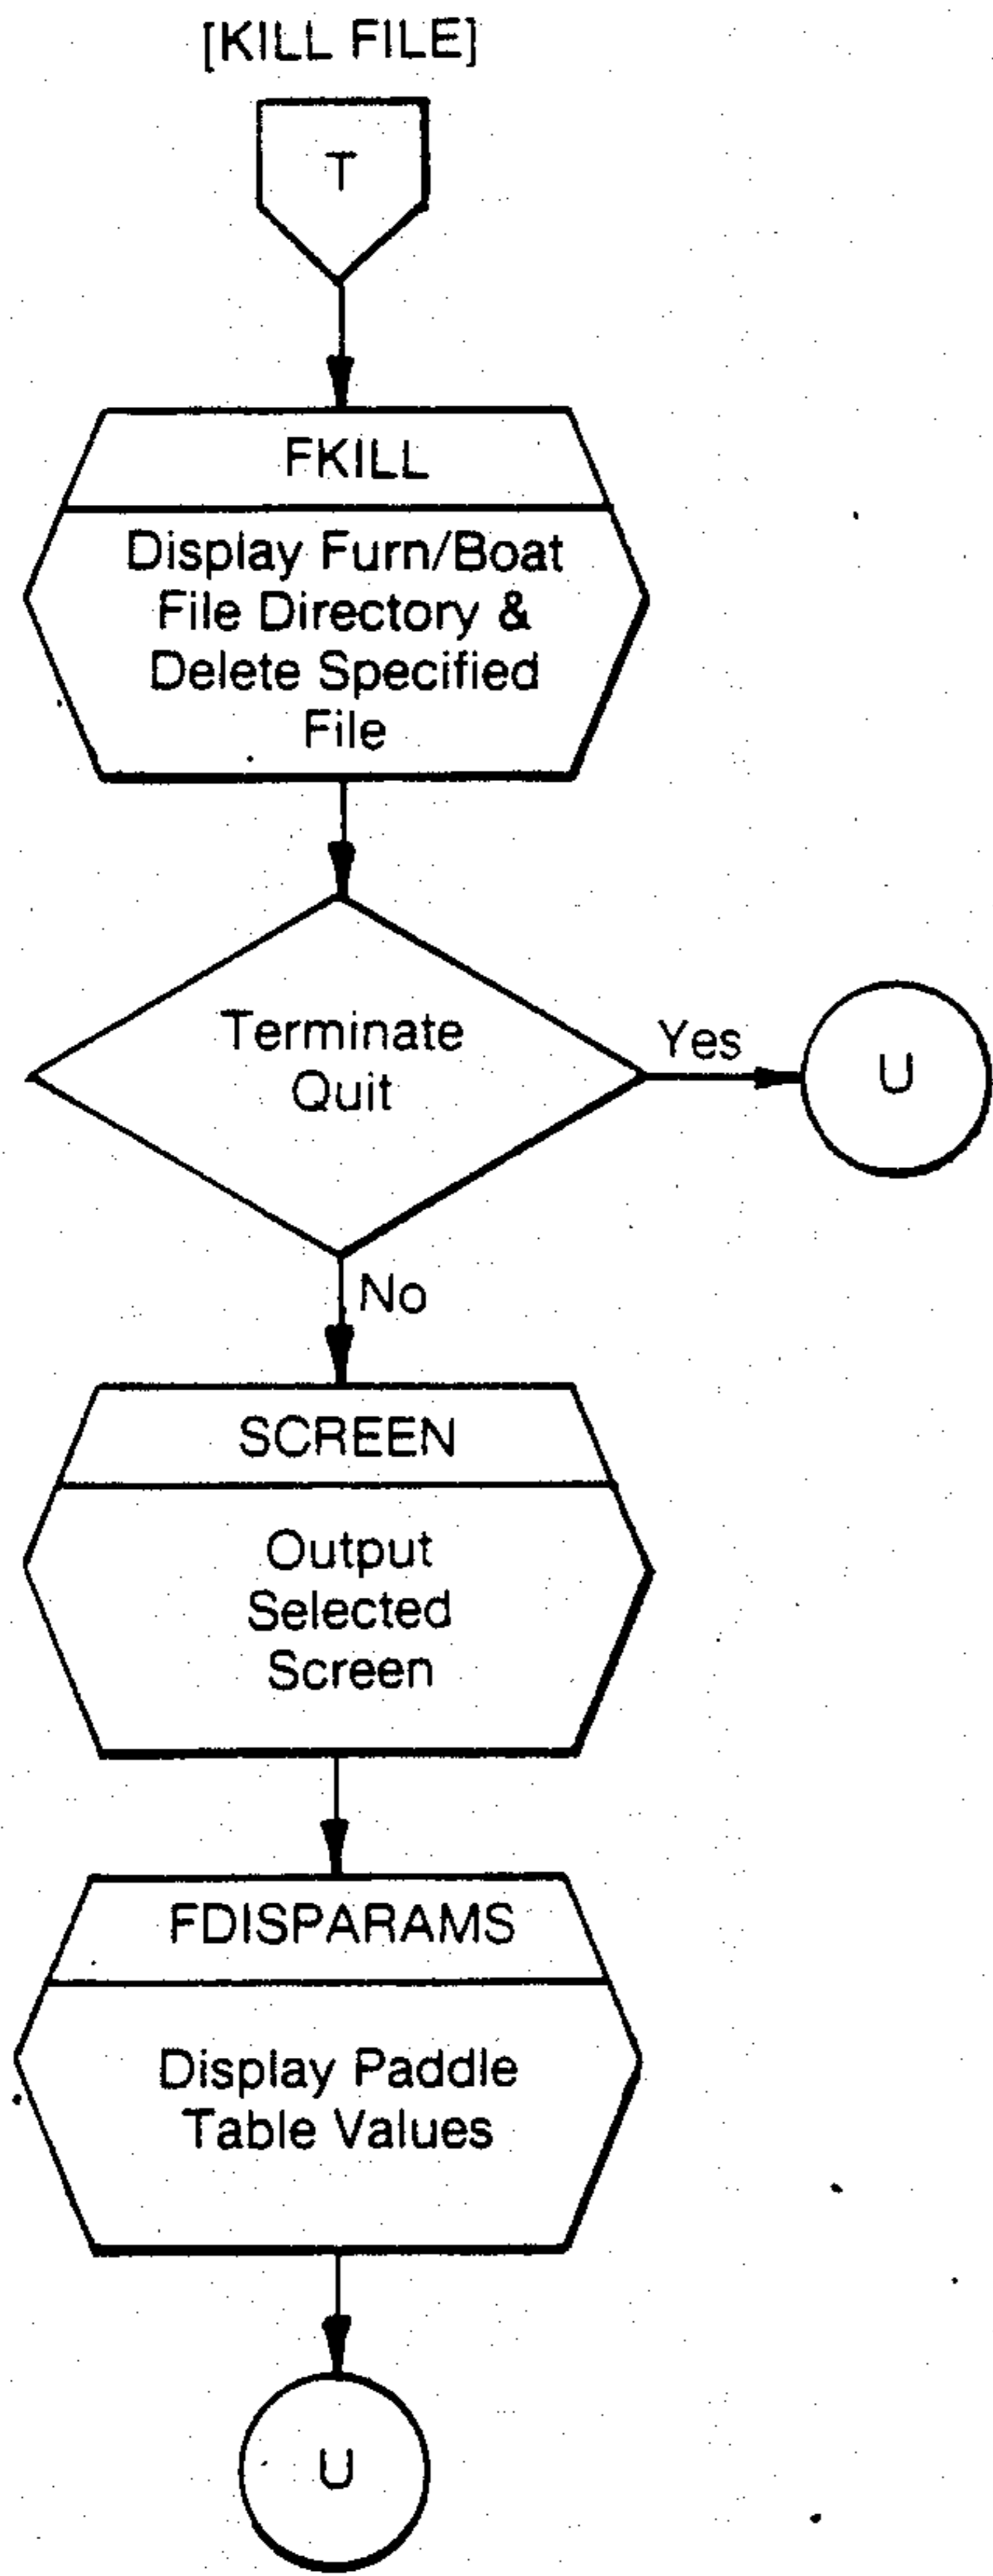 [KILL FILE]
T
FKILL
Display Furn/Boat
File Directory &
Delete Specified
File
Terminate
Quit
Yes
U
No
SCREEN
Output
Selected
Screen
FDISPARAMS
Display Paddle
Table Values
U